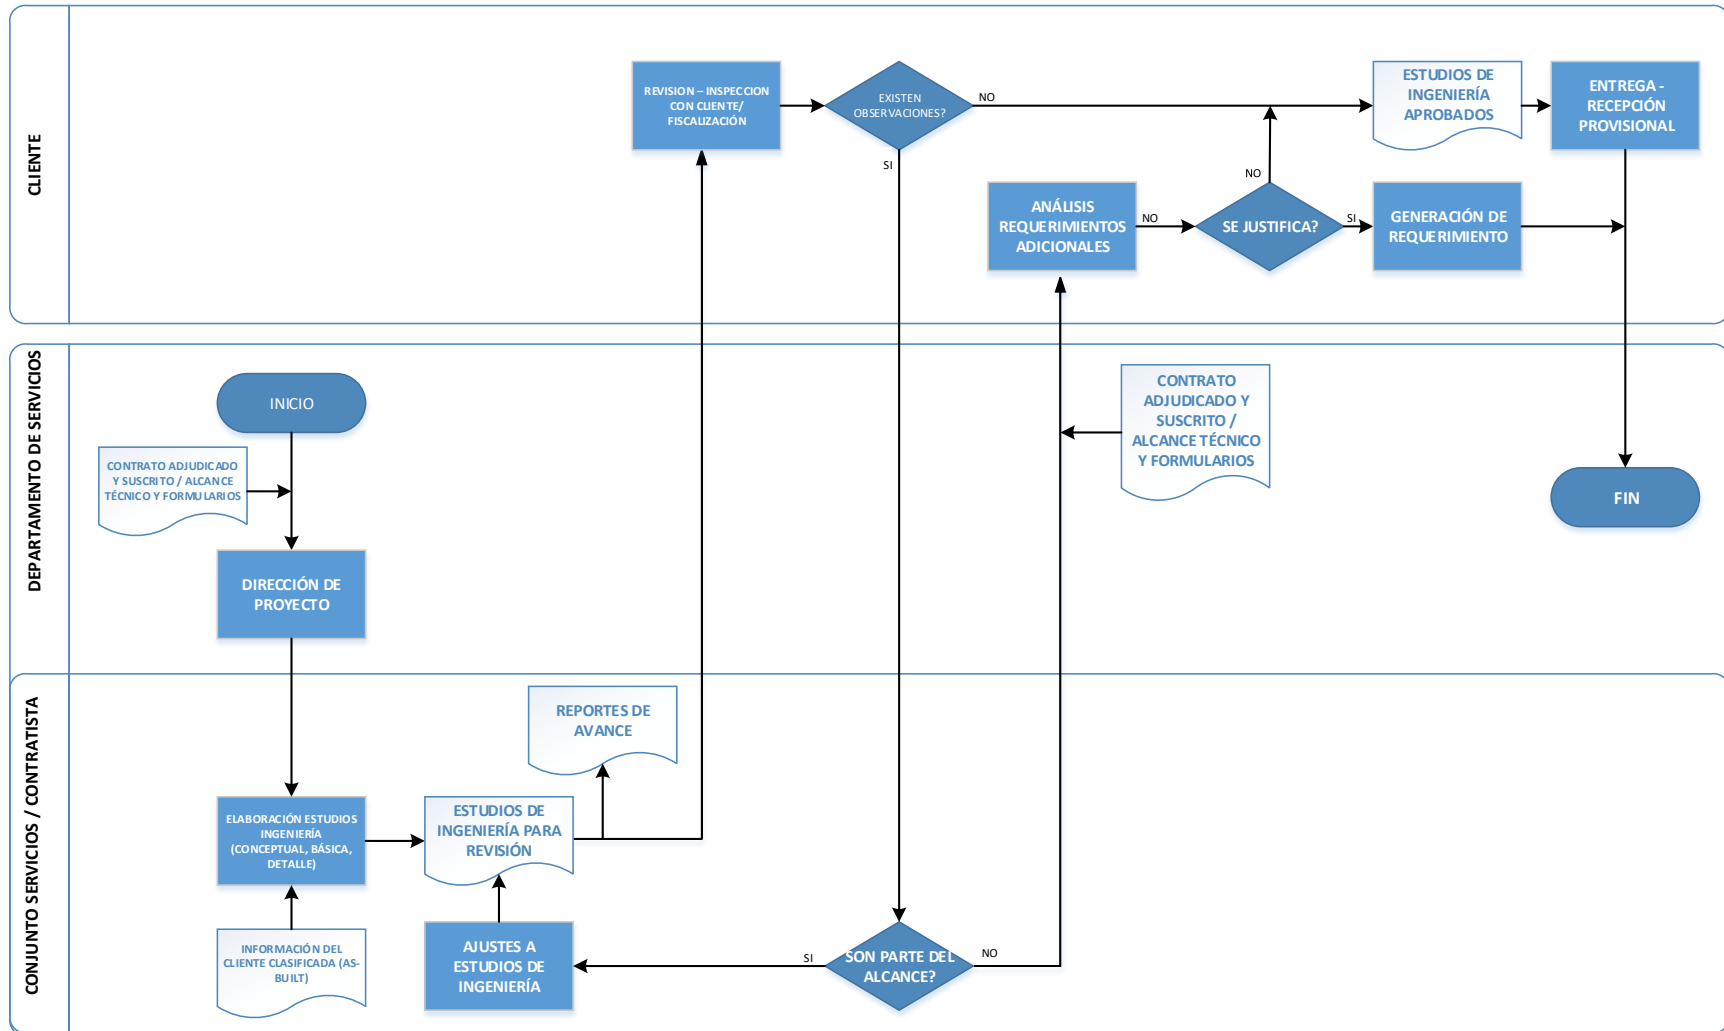 CLIENTE
REVISION – INSPECCION
CON CLIENTE/
FISCALIZACIÓN
EXISTEN
OBSERVACIONES?
NO
SI
ESTUDIOS DE
INGENIERÍA
APROBADOS
ENTREGA -
RECEPCIÓN
PROVISIONAL
ANÁLISIS
REQUERIMIENTOS
ADICIONALES
NO
SE JUSTIFICA?
NO
SI
GENERACIÓN DE
REQUERIMIENTO
DEPARTAMENTO DE SERVICIOS
INICIO
CONTRATO ADJUDICADO
Y SUSCRITO / ALCANCE
TÉCNICO Y FORMULARIOS
DIRECCIÓN DE
PROYECTO
CONTRATO
ADJUDICADO Y
SUSCRITO /
ALCANCE TÉCNICO
Y FORMULARIOS
FIN
CONJUNTO SERVICIOS / CONTRATISTA
REPORTES DE
AVANCE
ELABORACIÓN ESTUDIOS
INGENIERÍA
(CONCEPTUAL, BÁSICA,
DETALLE)
ESTUDIOS DE
INGENIERÍA PARA
REVISIÓN
INFORMACIÓN DEL
CLIENTE CLASIFICADA (AS-
BUILT)
AJUSTES A
ESTUDIOS DE
INGENIERÍA
SI
SON PARTE DEL
ALCANCE?
NO